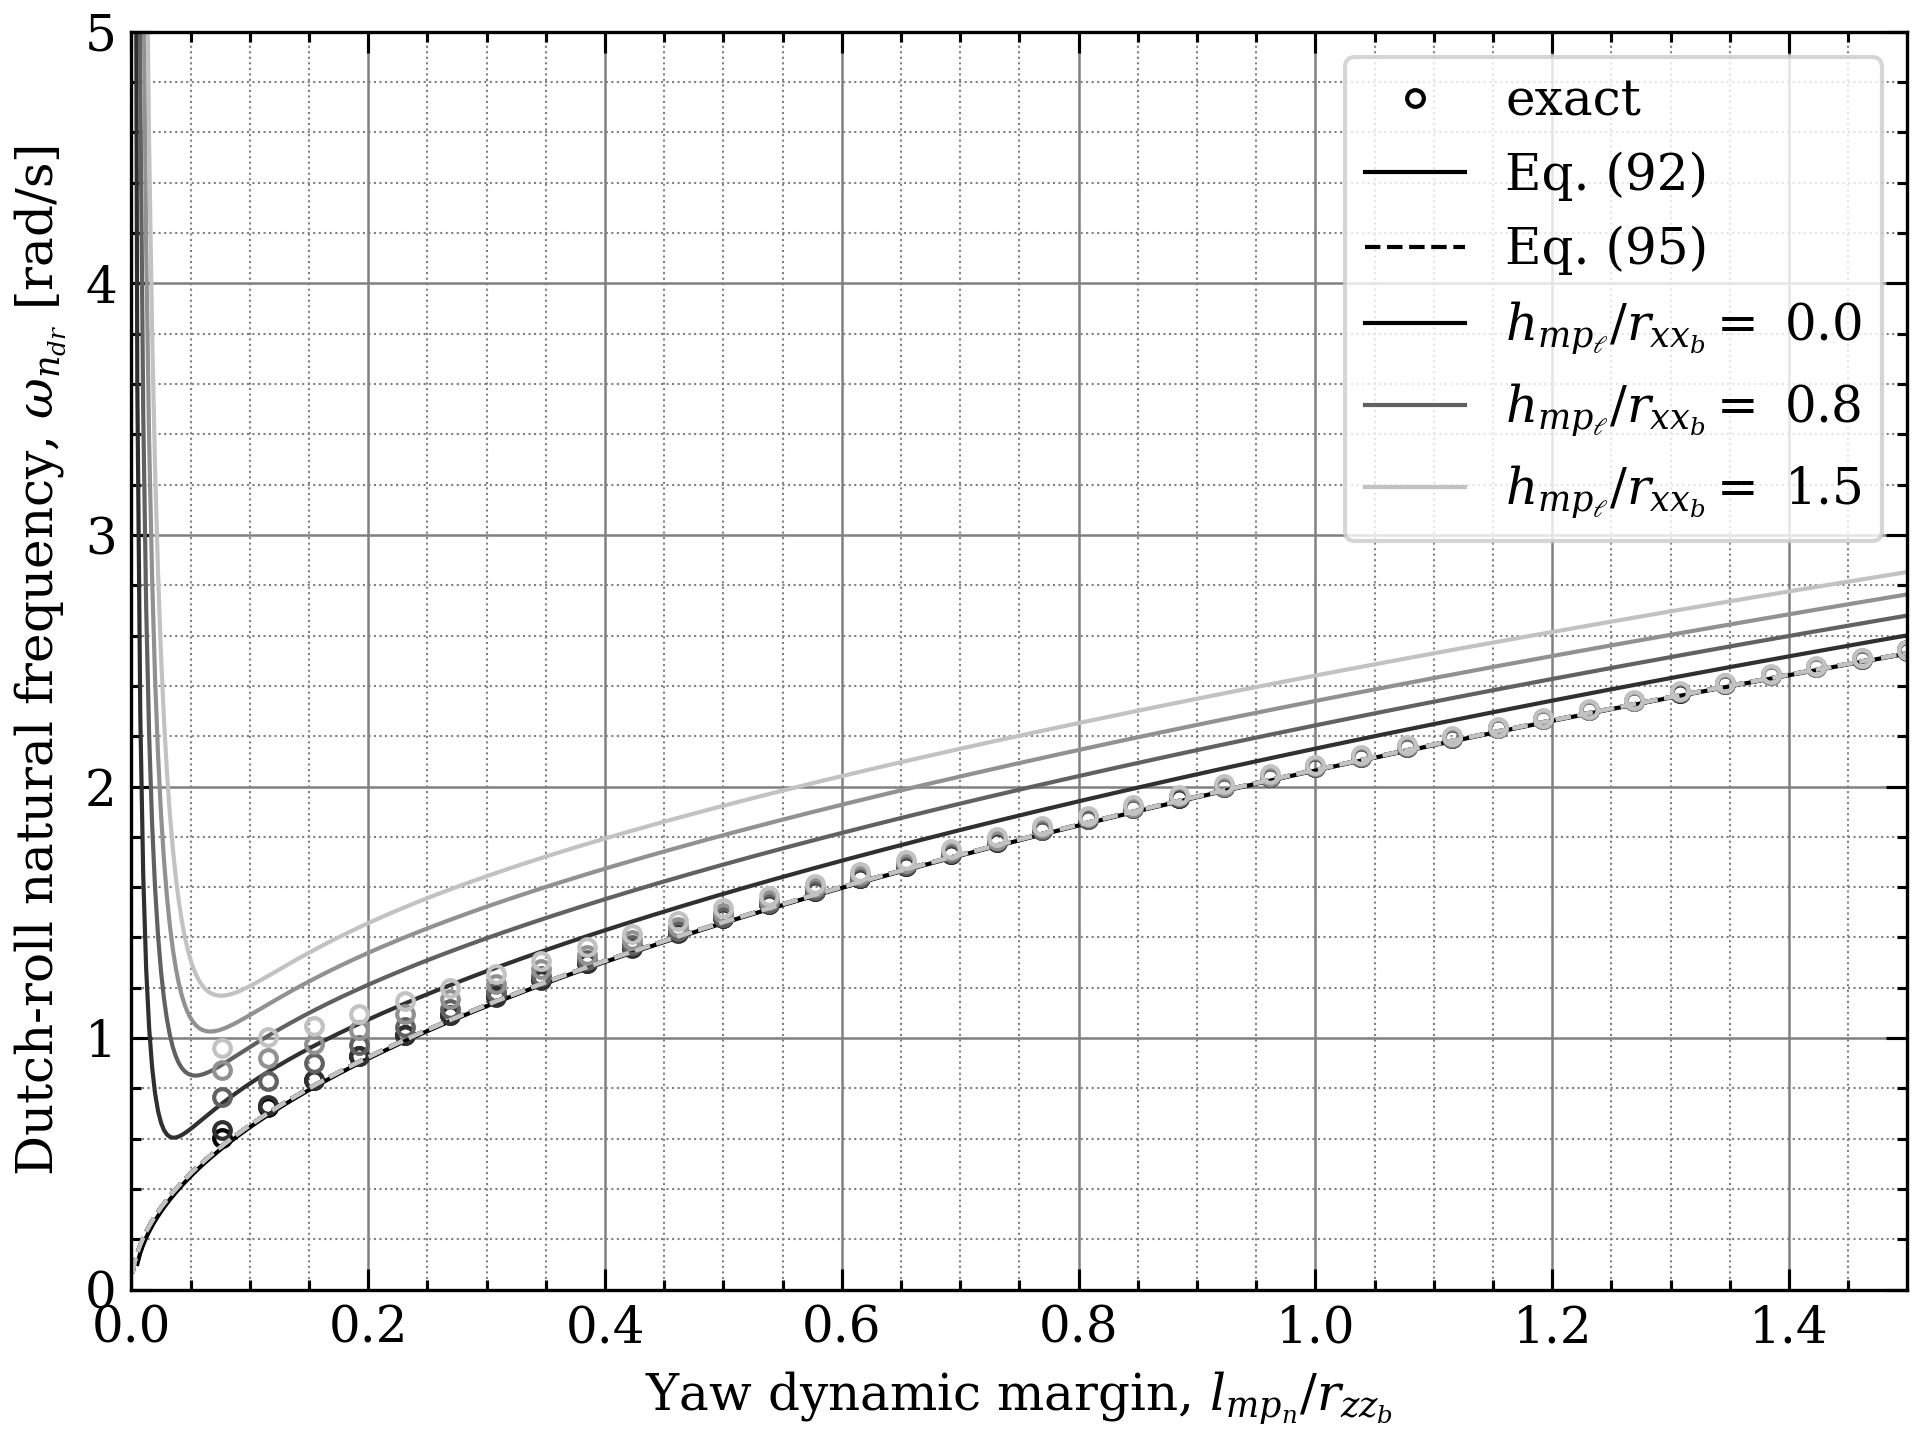 5
4
3
2
1
0
Dutch-roll natural frequency, ω_{n_{dr}} [rad/s]
exact
Eq. (92)
Eq. (95)
h_{mp_ℓ}/r_{xx_b} = 0.0
h_{mp_ℓ}/r_{xx_b} = 0.8
h_{mp_ℓ}/r_{xx_b} = 1.5
0.0 0.2 0.4 0.6 0.8 1.0 1.2 1.4
Yaw dynamic margin, l_{mp_n}/r_{zz_b}